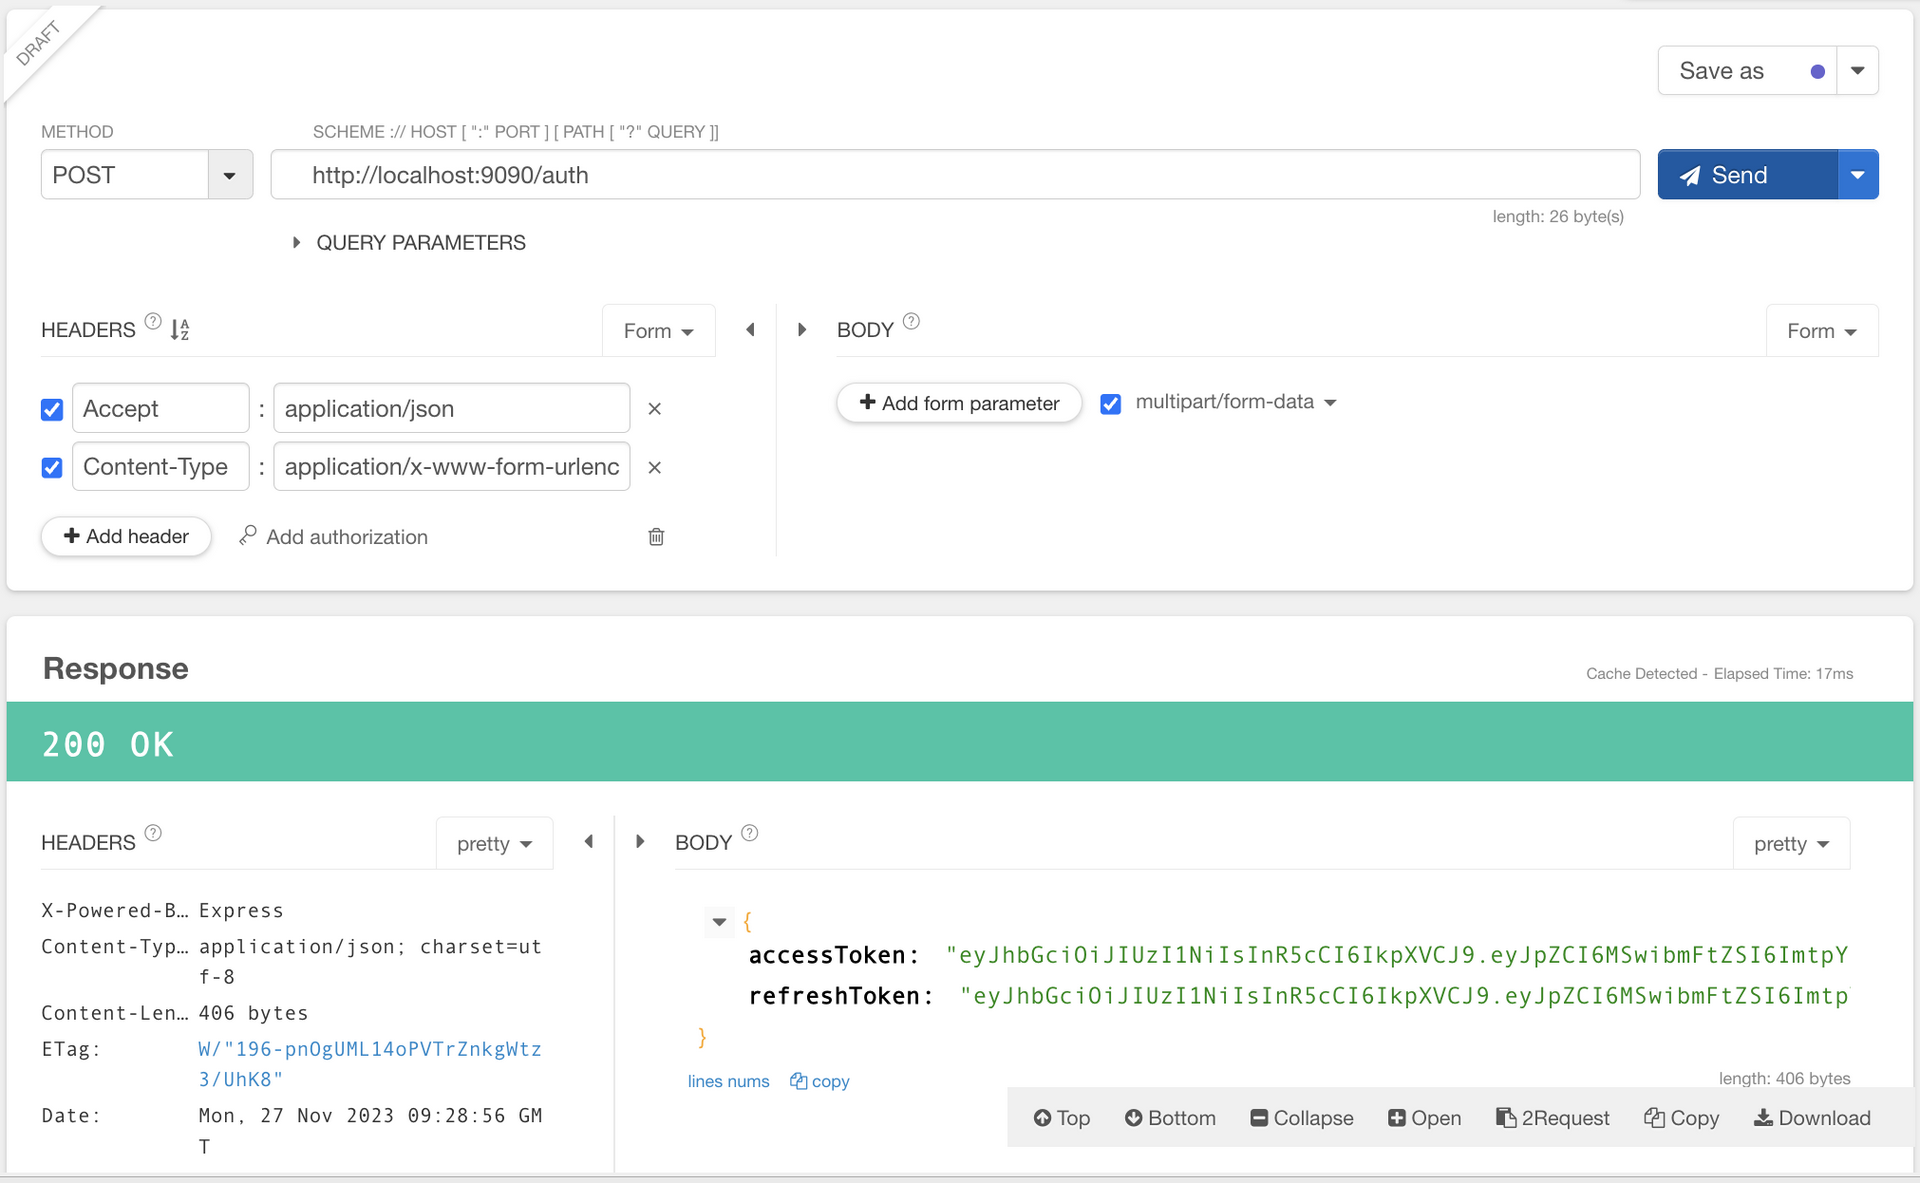 DRAFT
Save as
METHOD
SCHEME :// HOST [ ":" PORT ] [ PATH [ "?" QUERY ]]
POST
http://localhost:9090/auth
Send
length: 26 byte(s)
QUERY PARAMETERS
HEADERS ? A Z
Form
BODY ?
Form
Accept : application/json ×
Content-Type : application/x-www-form-urlenc ×
+ Add form parameter
multipart/form-data
+ Add header
Add authorization
Response
Cache Detected - Elapsed Time: 17ms
200 OK
HEADERS ?
pretty
BODY ?
pretty
X-Powered-B… Express
Content-Typ… application/json; charset=ut
f-8
Content-Len… 406 bytes
ETag: W/"196-pnOgUML14oPVTrZnkgWtz
3/UhK8"
Date: Mon, 27 Nov 2023 09:28:56 GM
T
{
accessToken: "eyJhbGciOiJIUzI1NiIsInR5cCI6IkpXVCJ9.eyJpZCI6MSwibmFtZSI6ImtpY
refreshToken: "eyJhbGciOiJIUzI1NiIsInR5cCI6IkpXVCJ9.eyJpZCI6MSwibmFtZSI6Imtp
}
lines nums
copy
length: 406 bytes
Top
Bottom
Collapse
Open
2Request
Copy
Download